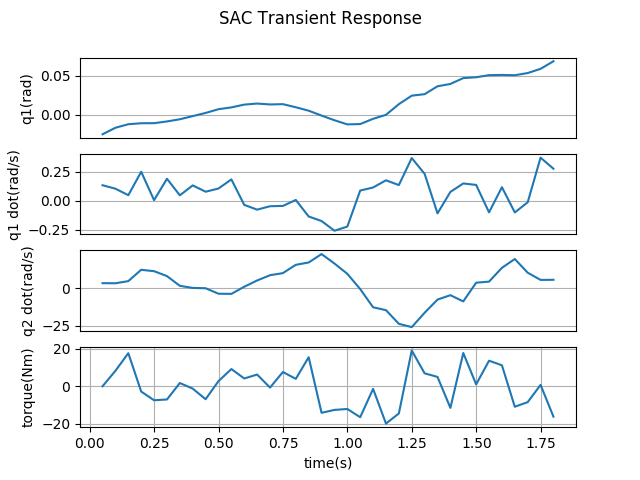 SAC Transient Response
q1(rad)
0.05
0.00
q1 dot(rad/s)
0.25
0.00
−0.25
q2 dot(rad/s)
0
−25
torque(Nm)
20
0
−20
0.00 0.25 0.50 0.75 1.00 1.25 1.50 1.75
time(s)